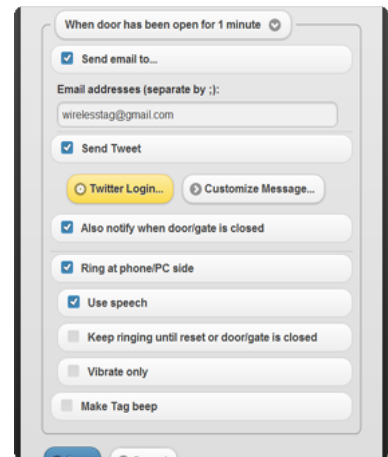 When door has been open for 1 minute
Send email to...
Email addresses (separate by ;):
wirelesstag@gmail.com
Send Tweet
Twitter Login...
Customize Message...
Also notify when door/gate is closed
Ring at phone/PC side
Use speech
Keep ringing until reset or door/gate is closed
Vibrate only
Make Tag beep